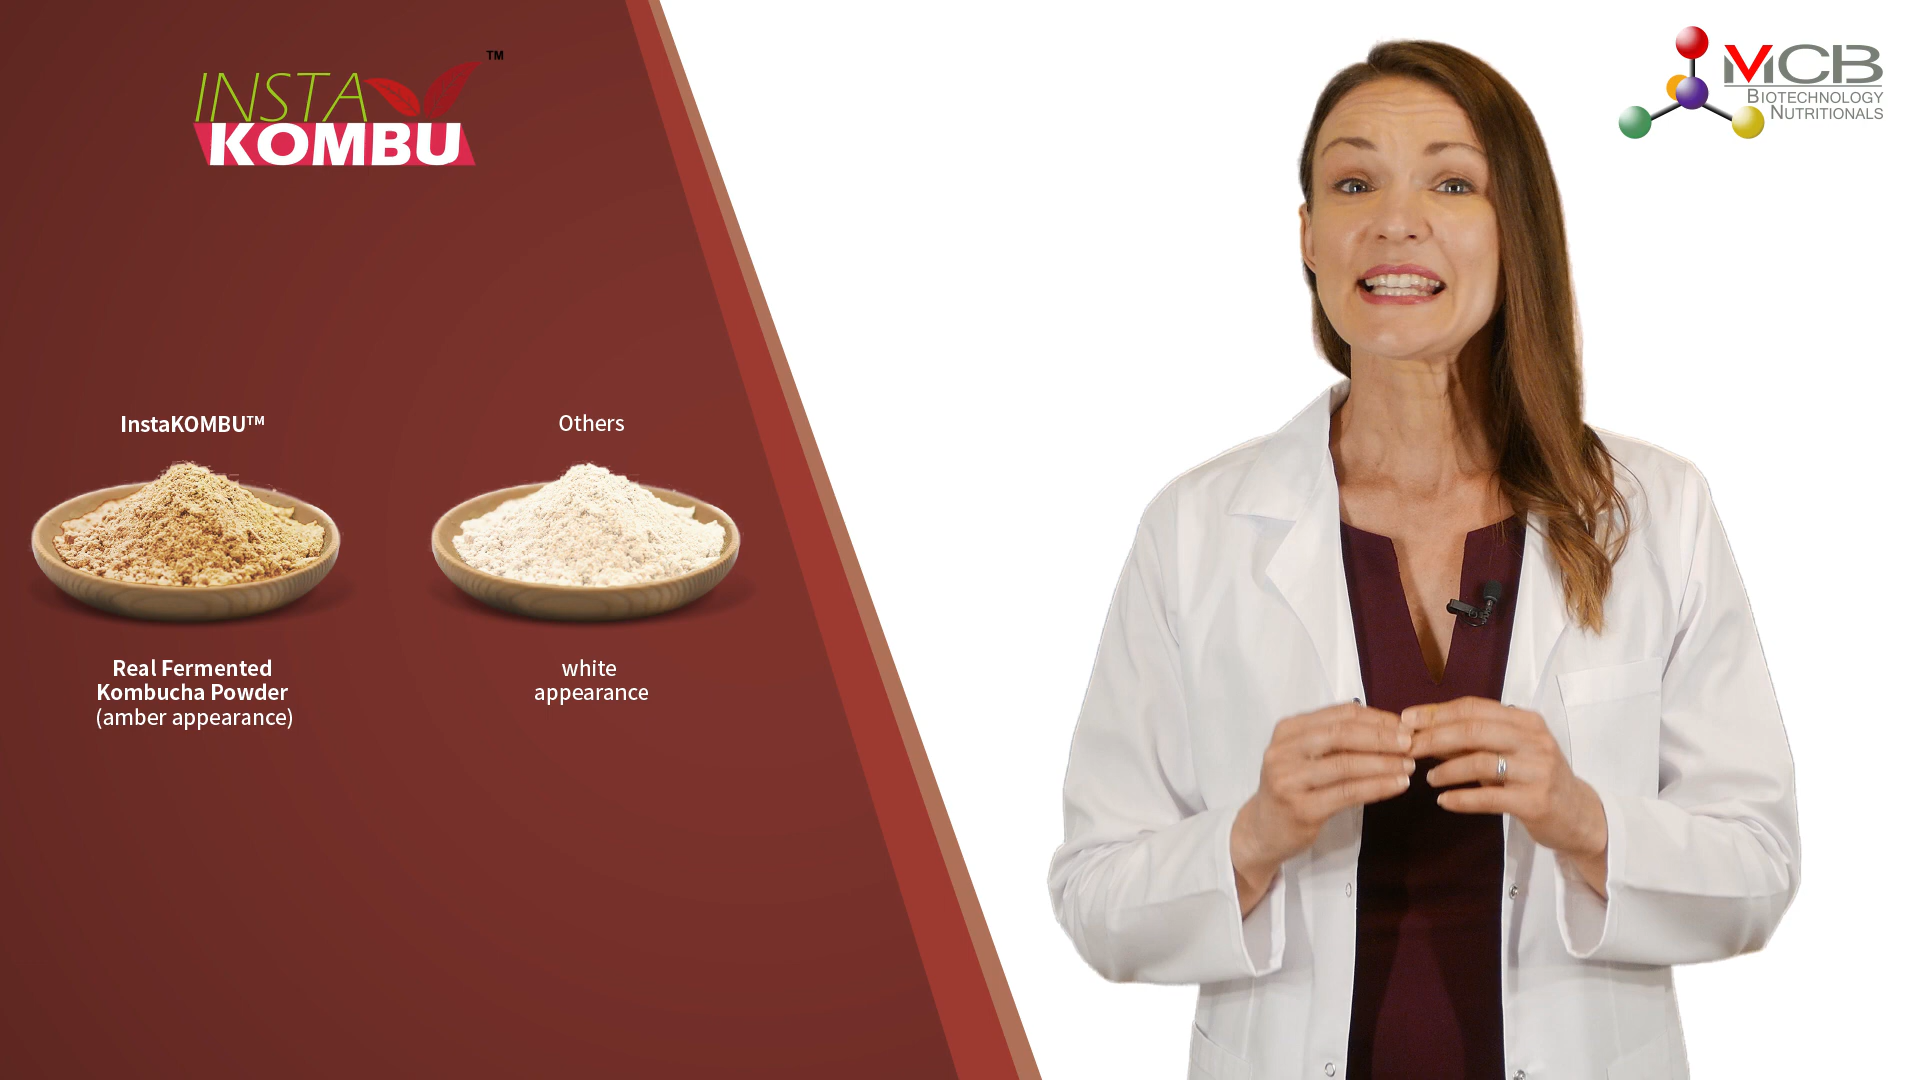 INSTA
KOMBU
TM
MCB
BIOTECHNOLOGY
NUTRITIONALS
InstaKOMBU™
Others
Real Fermented
Kombucha Powder
(amber appearance)
white
appearance